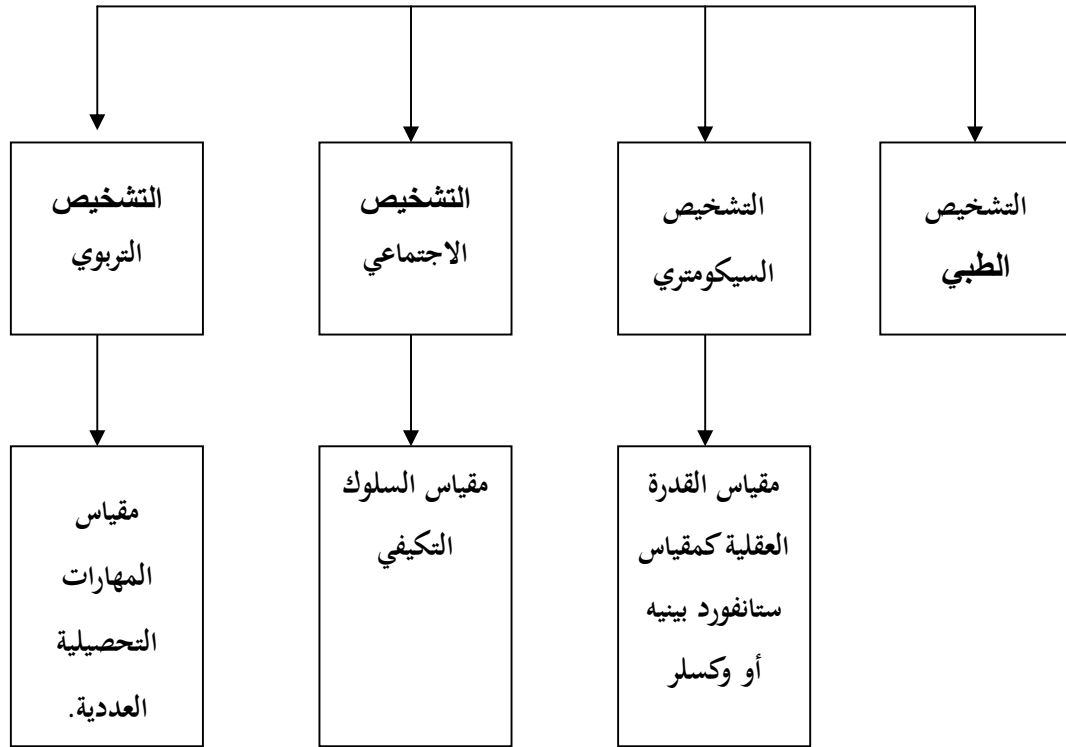 التشخيص
الطبي
التشخيص
السيكومتري
التشخيص
الاجتماعي
التشخيص
التربوي
مقياس القدرة
العقلية كمقياس
ستانفورد بينيه
أو وكسلر
مقياس السلوك
التكيفي
مقياس
المهارات
التحصيلية
العددية.